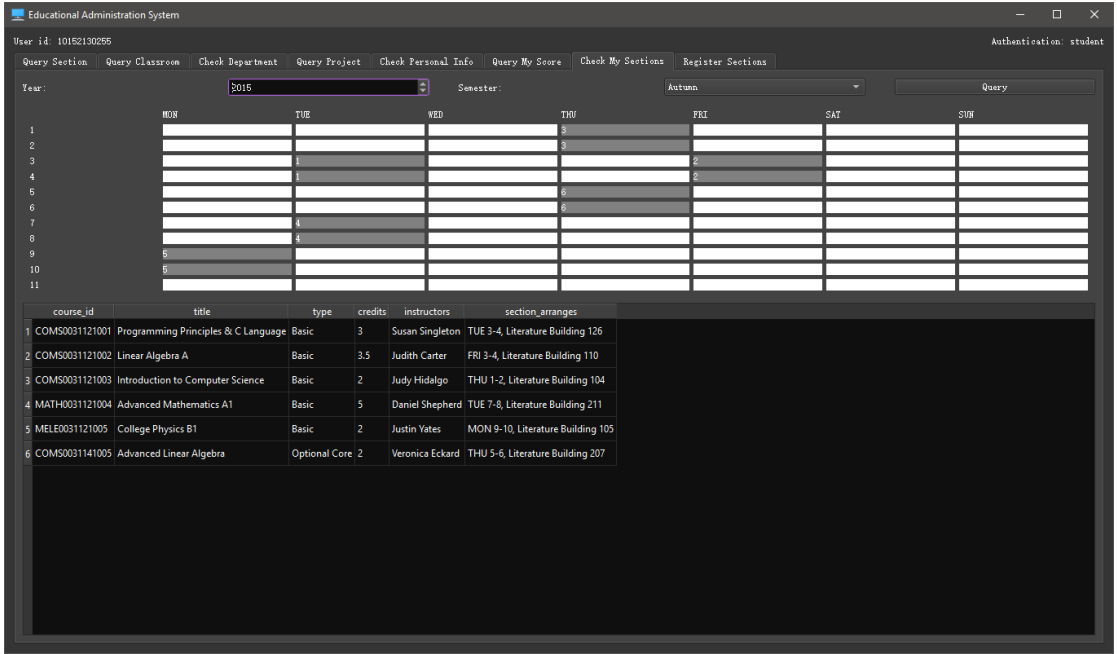 Educational Administration System
User id: 10152130255 Authentication: student
Query Section Query Classroom Check Department Query Project Check Personal Info Query My Score Check My Sections Register Sections
Year: 2015 Semester: Autumn Query
MON TUE WED THU FRI SAT SUN
1 3
2 3
3 1 2
4 1 2
5 6
6 6
7 4
8 4
9 5
10 5
11
course_id title type credits instructors section_arranges
1 COMS0031121001 Programming Principles & C Language Basic 3 Susan Singleton TUE 3-4, Literature Building 126
2 COMS0031121002 Linear Algebra A Basic 3.5 Judith Carter FRI 3-4, Literature Building 110
3 COMS0031121003 Introduction to Computer Science Basic 2 Judy Hidalgo THU 1-2, Literature Building 104
4 MATH0031121004 Advanced Mathematics A1 Basic 5 Daniel Shepherd TUE 7-8, Literature Building 211
5 MELE0031121005 College Physics B1 Basic 2 Justin Yates MON 9-10, Literature Building 105
6 COMS0031141005 Advanced Linear Algebra Optional Core 2 Veronica Eckard THU 5-6, Literature Building 207